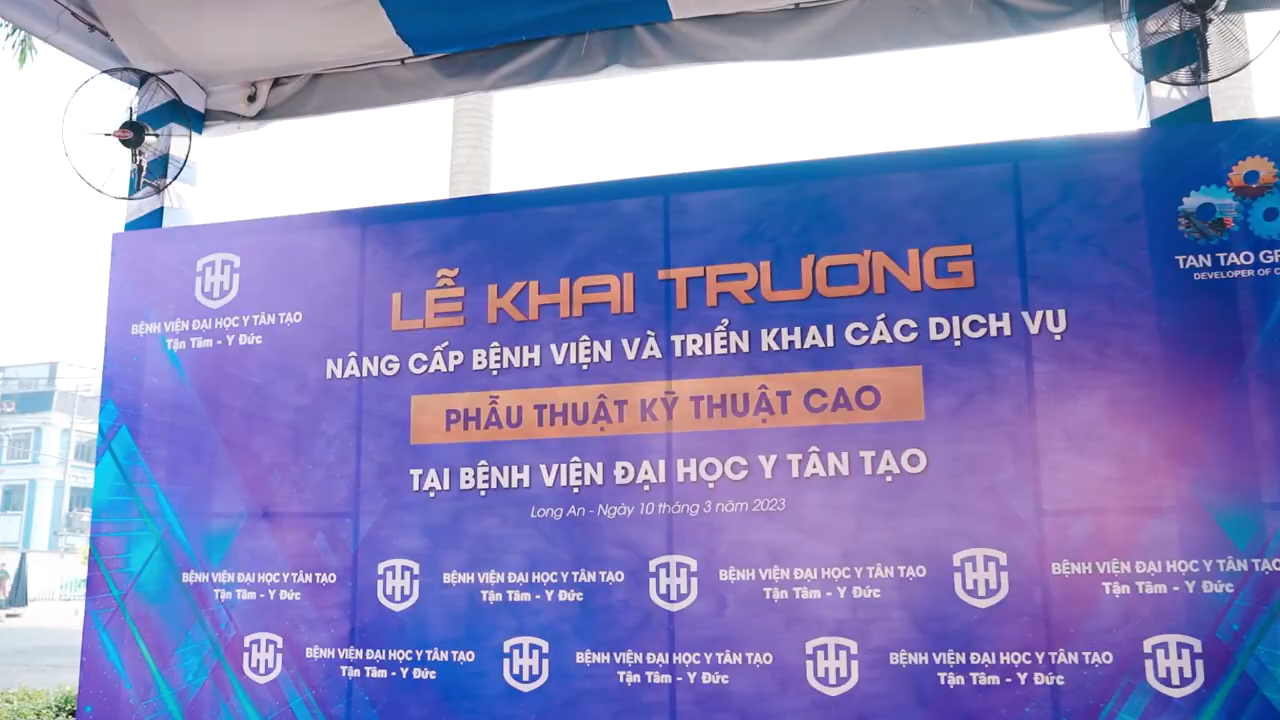 BỆNH VIỆN ĐẠI HỌC Y TÂN TẠO
Tận Tâm - Y Đức
TAN TAO
DEVELOPER OF
LỄ KHAI TRƯƠNG
NÂNG CẤP BỆNH VIỆN VÀ TRIỂN KHAI CÁC DỊCH VỤ
PHẪU THUẬT KỸ THUẬT CAO
TẠI BỆNH VIỆN ĐẠI HỌC Y TÂN TẠO
Long An - Ngày 10 tháng 3 năm 2023
BỆNH VIỆN ĐẠI HỌC Y TÂN TẠO
Tận Tâm - Y Đức
BỆNH VIỆN ĐẠI HỌC Y TÂN TẠO
Tận Tâm - Y Đức
BỆNH VIỆN ĐẠI HỌC Y TÂN TẠO
Tận Tâm - Y Đức
BỆNH VIỆN ĐẠI HỌC Y TÂN TẠO
Tận Tâm - Y Đức
BỆNH VIỆN ĐẠI HỌC Y TÂN TẠO
Tận Tâm - Y Đức
BỆNH VIỆN ĐẠI HỌC Y TÂN TẠO
Tận Tâm - Y Đức
BỆNH VIỆN ĐẠI HỌC Y TÂN TẠO
Tận Tâm - Y Đức